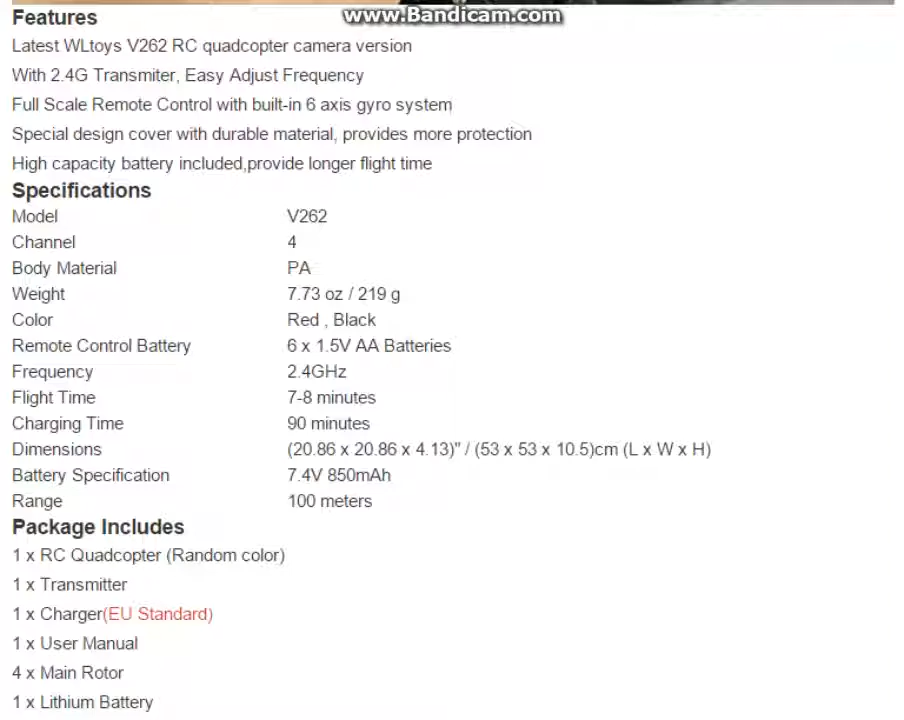 www.Bandicam.com
Features
Latest WLtoys V262 RC quadcopter camera version
With 2.4G Transmiter, Easy Adjust Frequency
Full Scale Remote Control with built-in 6 axis gyro system
Special design cover with durable material, provides more protection
High capacity battery included,provide longer flight time
Specifications
Model V262
Channel 4
Body Material PA
Weight 7.73 oz / 219 g
Color Red , Black
Remote Control Battery 6 x 1.5V AA Batteries
Frequency 2.4GHz
Flight Time 7-8 minutes
Charging Time 90 minutes
Dimensions (20.86 x 20.86 x 4.13)" / (53 x 53 x 10.5)cm (L x W x H)
Battery Specification 7.4V 850mAh
Range 100 meters
Package Includes
1 x RC Quadcopter (Random color)
1 x Transmitter
1 x Charger(EU Standard)
1 x User Manual
4 x Main Rotor
1 x Lithium Battery